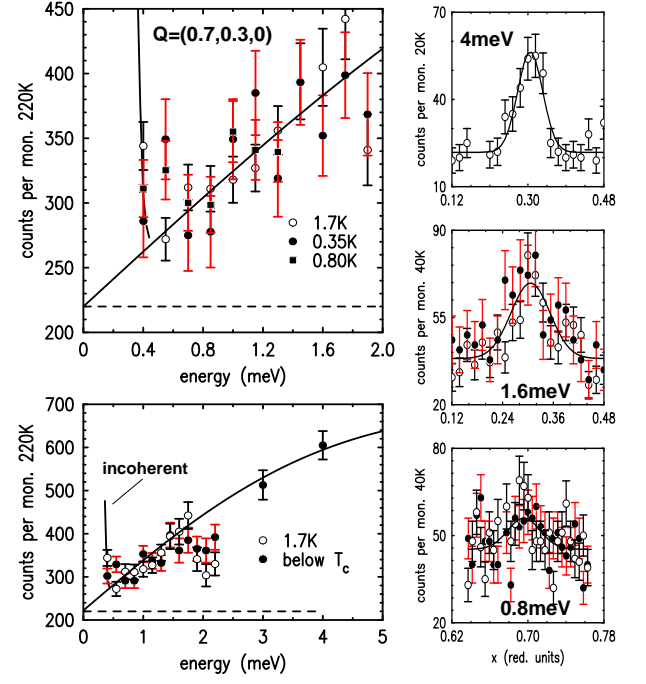 450
400
350
300
250
200
counts per mon. 220K
Q=(0.7,0.3,0)
1.7K
0.35K
0.80K
0 0.4 0.8 1.2 1.6 2.0
energy (meV)
700
600
500
400
300
200
counts per mon. 220K
incoherent
1.7K
below Tc
0 1 2 3 4 5
energy (meV)
70
40
10
counts per mon. 20K
4meV
0.12 0.30 0.48
90
55
20
counts per mon. 40K
1.6meV
0.12 0.24 0.36 0.48
80
50
20
counts per mon. 40K
0.8meV
0.62 0.70 0.78
x (red. units)